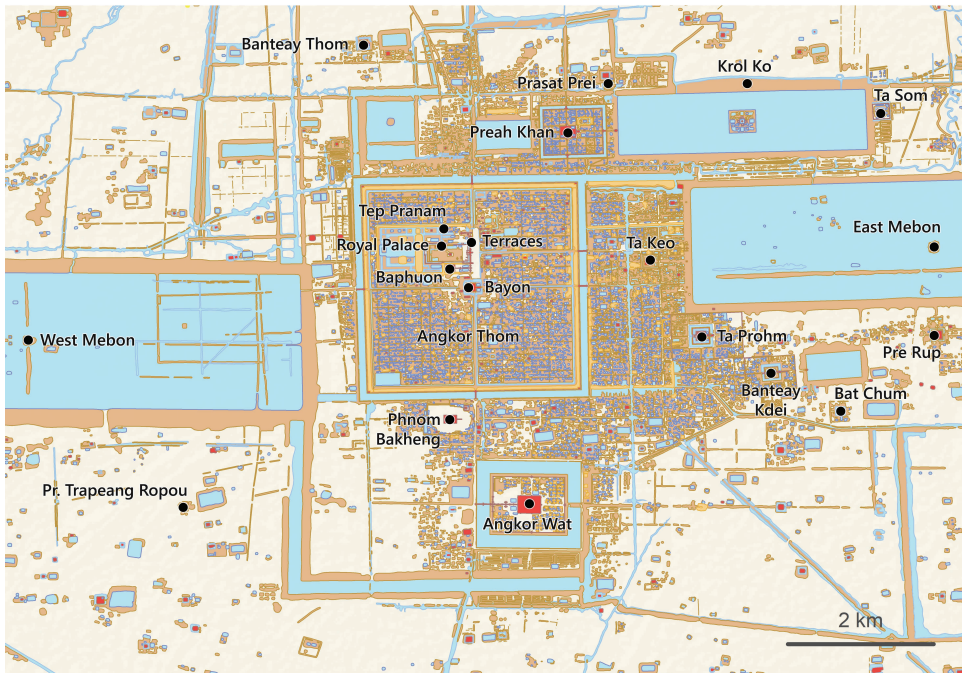 Banteay Thom
Krol Ko
Prasat Prei
Ta Som
Preah Khan
Tep Pranam
Royal Palace
Terraces
East Mebon
Ta Keo
Baphuon
Bayon
West Mebon
Angkor Thom
Ta Prohm
Pre Rup
Banteay
Kdei
Bat Chum
Phnom
Bakheng
Pr. Trapeang Ropou
Angkor Wat
2 km